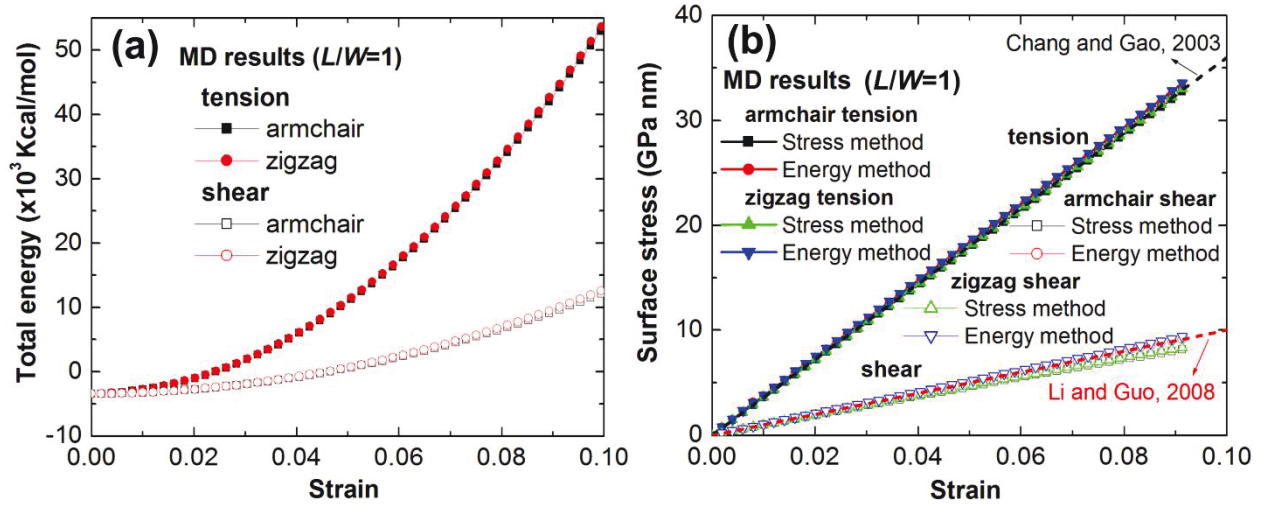 (a)
MD results (L/W=1)
tension
armchair
zigzag
shear
armchair
zigzag
Total energy (x10³ Kcal/mol)
50
40
30
20
10
0
-10
0.00 0.02 0.04 0.06 0.08 0.10
Strain
(b)
Chang and Gao, 2003
MD results (L/W=1)
armchair tension
Stress method
Energy method
zigzag tension
Stress method
Energy method
tension
armchair shear
Stress method
Energy method
zigzag shear
Stress method
Energy method
shear
Li and Guo, 2008
Surface stress (GPa nm)
40
30
20
10
0
0.00 0.02 0.04 0.06 0.08 0.10
Strain